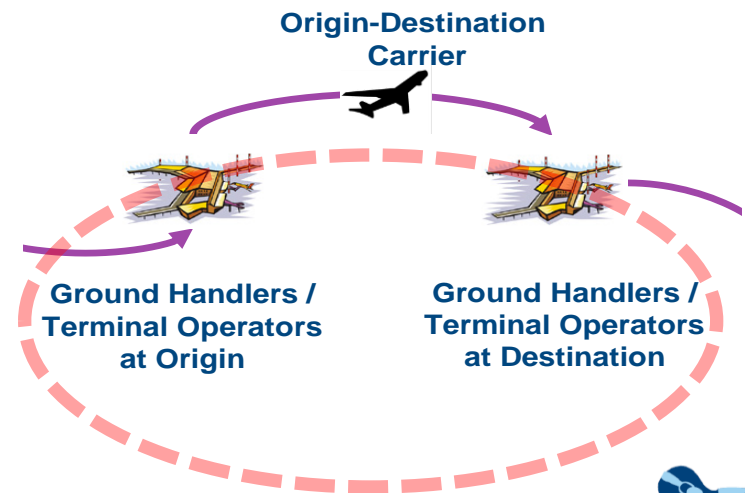 Origin-Destination
Carrier
Ground Handlers /
Terminal Operators
at Origin
Ground Handlers /
Terminal Operators
at Destination